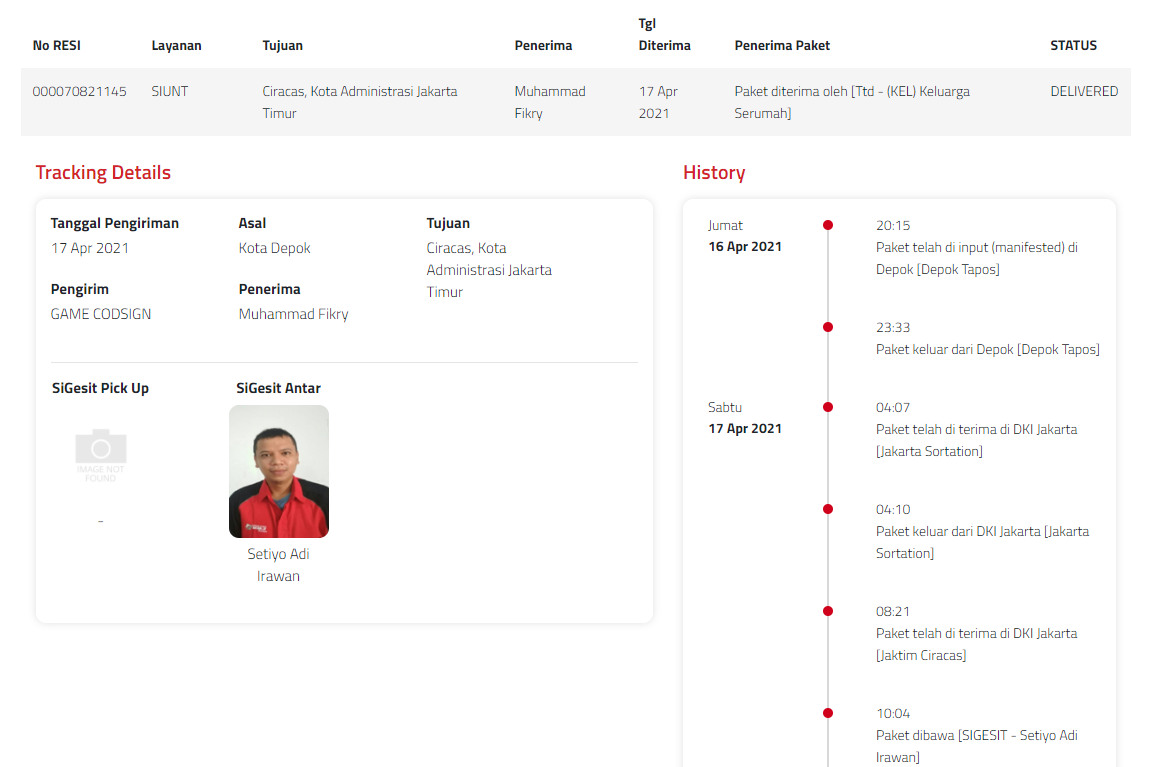 No RESI Layanan Tujuan Penerima Tgl Diterima Penerima Paket STATUS
000070821145 SIUNT Ciracas, Kota Administrasi Jakarta Timur Muhammad Fikry 17 Apr 2021 Paket diterima oleh [Ttd - (KEL) Keluarga Serumah] DELIVERED
Tracking Details
Tanggal Pengiriman Asal Tujuan
17 Apr 2021 Kota Depok Ciracas, Kota
Administrasi Jakarta
Timur
Pengirim Penerima
GAME CODSIGN Muhammad Fikry
SiGesit Pick Up SiGesit Antar
IMAGE NOT
FOUND
-
Setiyo Adi
Irawan
History
Jumat 20:15
16 Apr 2021 Paket telah di input (manifested) di
Depok [Depok Tapos]
23:33
Paket keluar dari Depok [Depok Tapos]
Sabtu 04:07
17 Apr 2021 Paket telah di terima di DKI Jakarta
[Jakarta Sortation]
04:10
Paket keluar dari DKI Jakarta [Jakarta
Sortation]
08:21
Paket telah di terima di DKI Jakarta
[Jaktim Ciracas]
10:04
Paket dibawa [SIGESIT - Setiyo Adi
Irawan]